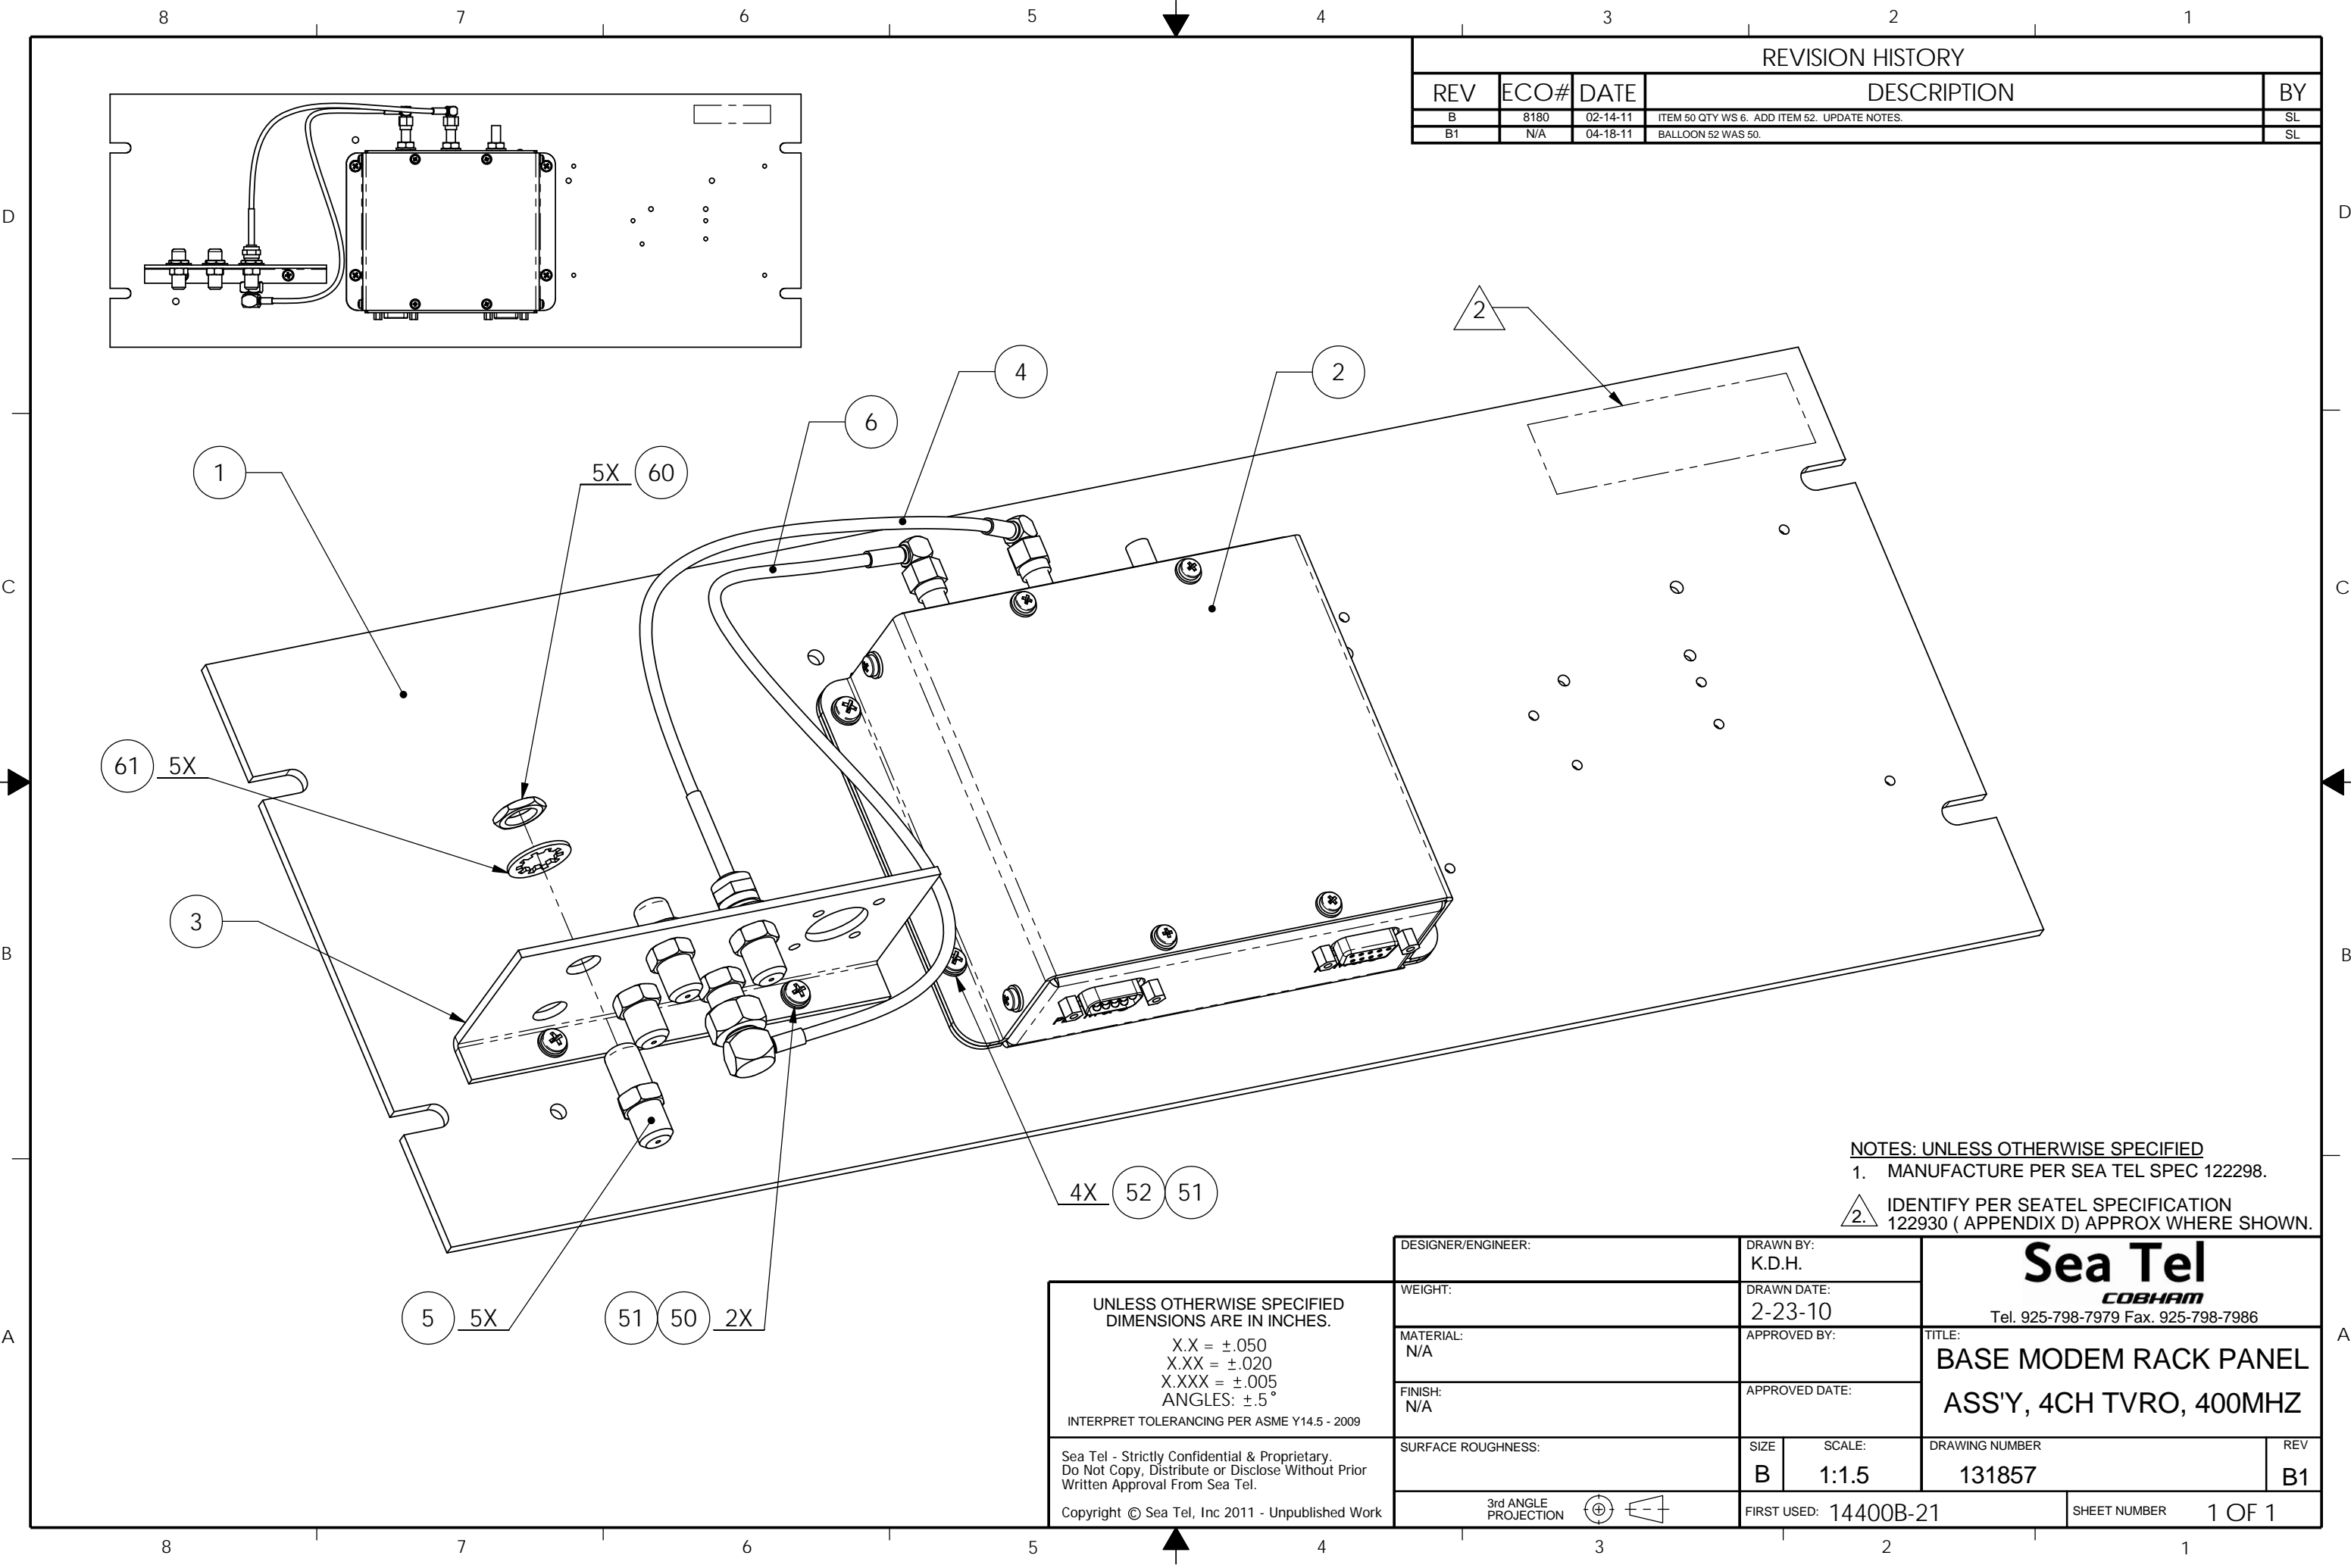 8 7 6 5 4 3 2 1
REVISION HISTORY
REV ECO# DATE DESCRIPTION BY
B 8180 02-14-11 ITEM 50 QTY WS 6. ADD ITEM 52. UPDATE NOTES. SL
B1 N/A 04-18-11 BALLOON 52 WAS 50. SL
D D
2
4 2
6
1 5X 60
C C
61 5X
3
B B
4X 52 51
5 5X 51 50 2X
NOTES: UNLESS OTHERWISE SPECIFIED
1. MANUFACTURE PER SEA TEL SPEC 122298.
2. IDENTIFY PER SEATEL SPECIFICATION
122930 ( APPENDIX D) APPROX WHERE SHOWN.
A A
UNLESS OTHERWISE SPECIFIED
DIMENSIONS ARE IN INCHES.
X.X = ±.050
X.XX = ±.020
X.XXX = ±.005
ANGLES: ±.5°
INTERPRET TOLERANCING PER ASME Y14.5 - 2009
Sea Tel - Strictly Confidential & Proprietary.
Do Not Copy, Distribute or Disclose Without Prior
Written Approval From Sea Tel.
Copyright © Sea Tel, Inc 2011 - Unpublished Work
DESIGNER/ENGINEER:
WEIGHT:
MATERIAL:
N/A
FINISH:
N/A
SURFACE ROUGHNESS:
3rd ANGLE
PROJECTION
DRAWN BY:
K.D.H.
DRAWN DATE:
2-23-10
APPROVED BY:
APPROVED DATE:
Sea Tel
COBHAM
Tel. 925-798-7979 Fax. 925-798-7986
TITLE:
BASE MODEM RACK PANEL
ASS'Y, 4CH TVRO, 400MHZ
SIZE SCALE: DRAWING NUMBER REV
B 1:1.5 131857 B1
FIRST USED: 14400B-21 SHEET NUMBER 1 OF 1
8 7 6 5 4 3 2 1